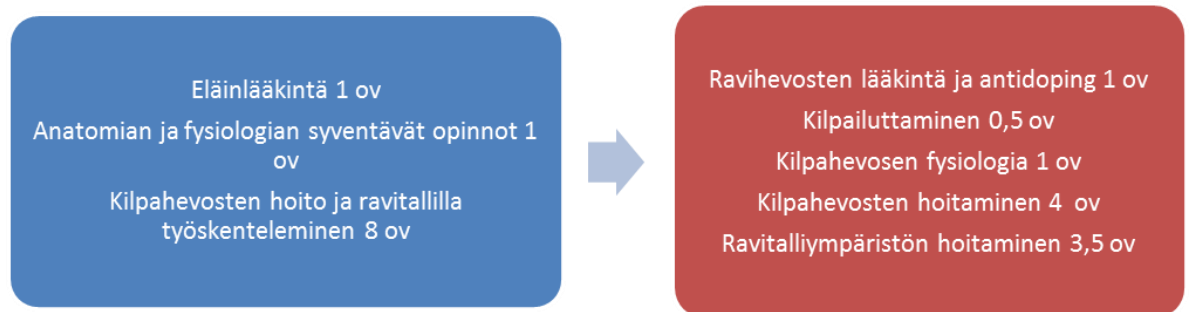 Eläinlääkintä 1 ov
Anatomian ja fysiologian syventävät opinnot 1
ov
Kilpahevosten hoito ja ravitallilla
työskenteleminen 8 ov
Ravihevosten lääkintä ja antidoping 1 ov
Kilpailuttaminen 0,5 ov
Kilpahevosen fysiologia 1 ov
Kilpahevosten hoitaminen 4 ov
Ravitalliympäristön hoitaminen 3,5 ov